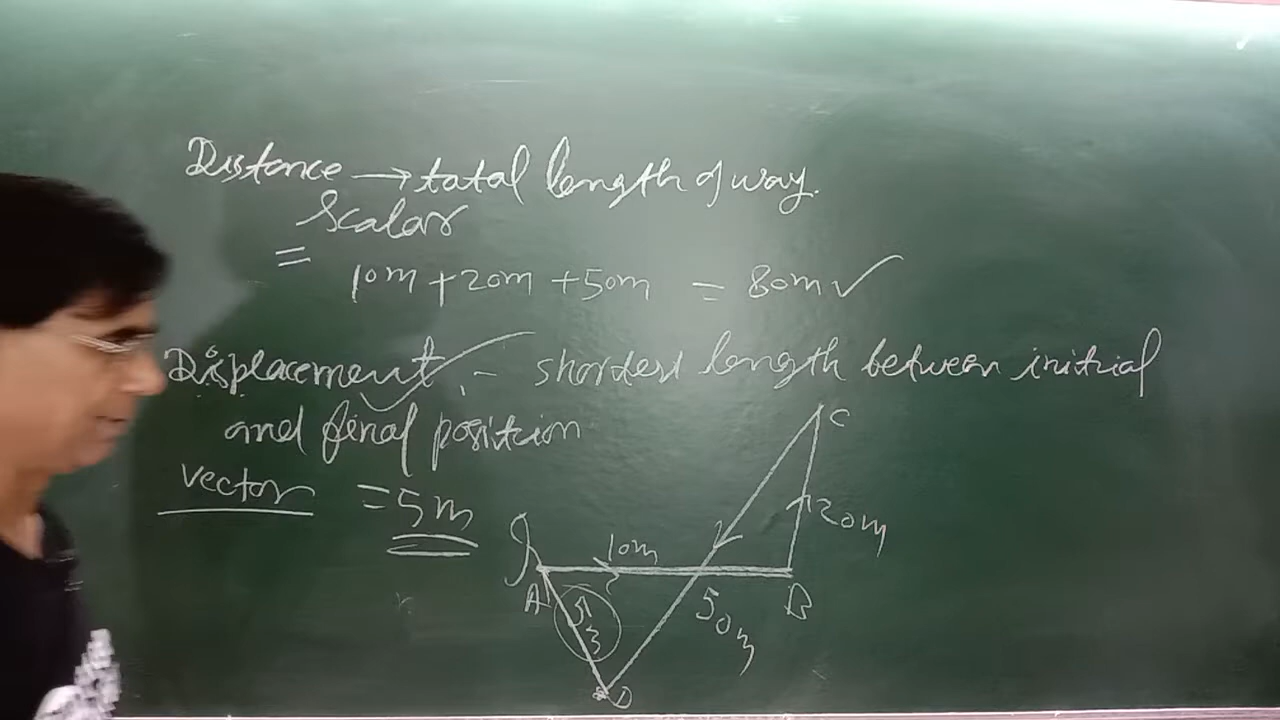 Distance → total length of way.
Scalar
=
10m + 20m + 50m = 80m ✓
Displacement :- shortest length between initial
and final position
vector = 5m
C
20m
10m
A
B
5m
50m
D